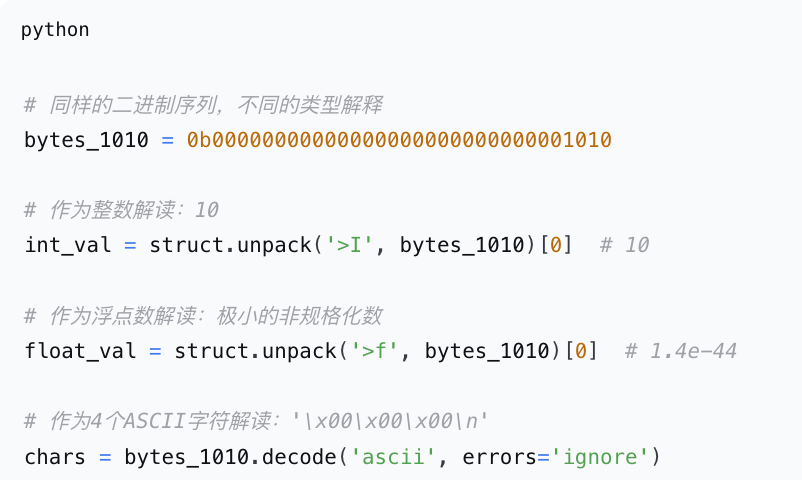 python
# 同样的二进制序列，不同的类型解释
bytes_1010 = 0b00000000000000000000000000001010
# 作为整数解读：10
int_val = struct.unpack('>I', bytes_1010)[0]  # 10
# 作为浮点数解读：极小的非规格化数
float_val = struct.unpack('>f', bytes_1010)[0]  # 1.4e-44
# 作为4个ASCII字符解读：'\x00\x00\x00\n'
chars = bytes_1010.decode('ascii', errors='ignore')